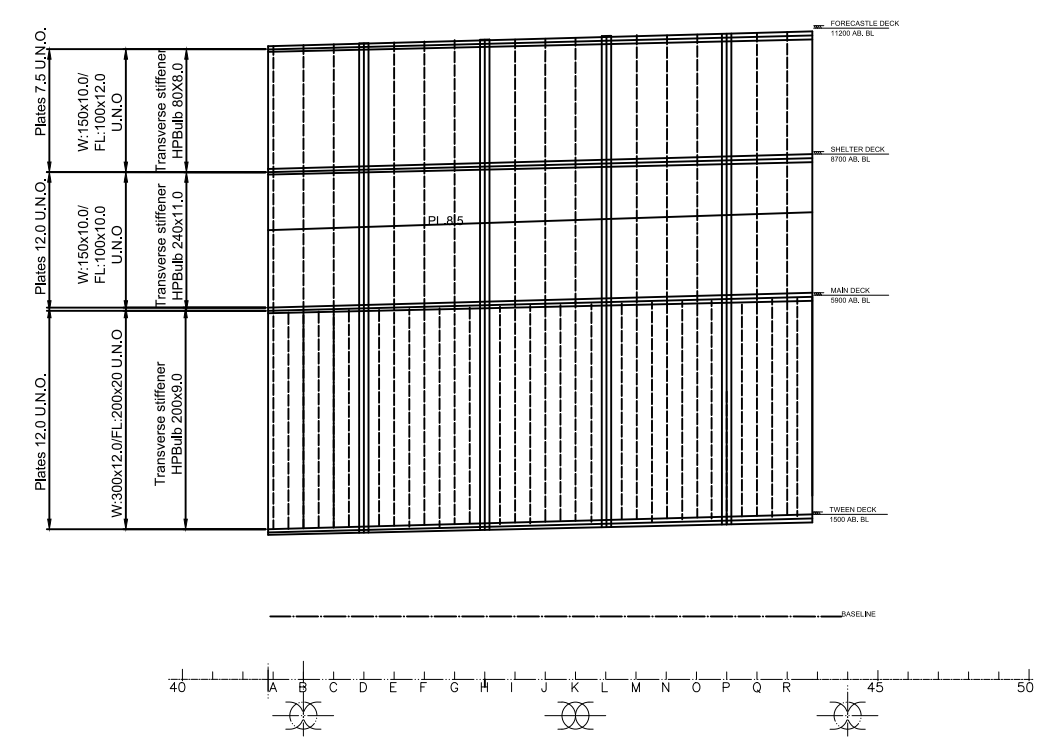 FORECASTLE DECK
11200 AB. BL
Plates 7.5 U.N.O.
W:150x10.0/
FL:100x12.0
U.N.O
Transverse stiffener
HPBulb 80X8.0
SHELTER DECK
8700 AB. BL
Plates 12.0 U.N.O.
W:150x10.0/
FL:100x10.0
U.N.O
Transverse stiffener
HPBulb 240x11.0
PL 8.5
MAIN DECK
5900 AB. BL
Plates 12.0 U.N.O.
W:300x12.0/FL:200x20 U.N.O
Transverse stiffener
HPBulb 200x9.0
TWEEN DECK
1500 AB. BL
BASELINE
40 A B C D E F G H I J K L M N O P Q R 45 50